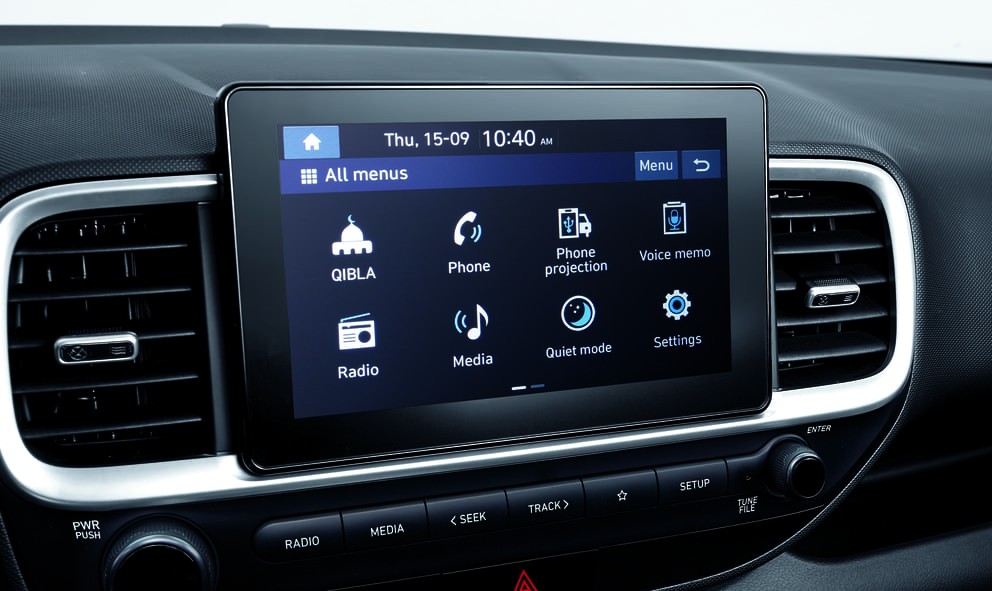 Thu, 15-09 10:40 AM
All menus
Menu
QIBLA
Phone
Phone
projection
Voice memo
Radio
Media
Quiet mode
Settings
ENTER
PWR
PUSH
RADIO
MEDIA
< SEEK
TRACK >
SETUP
TUNE
FILE